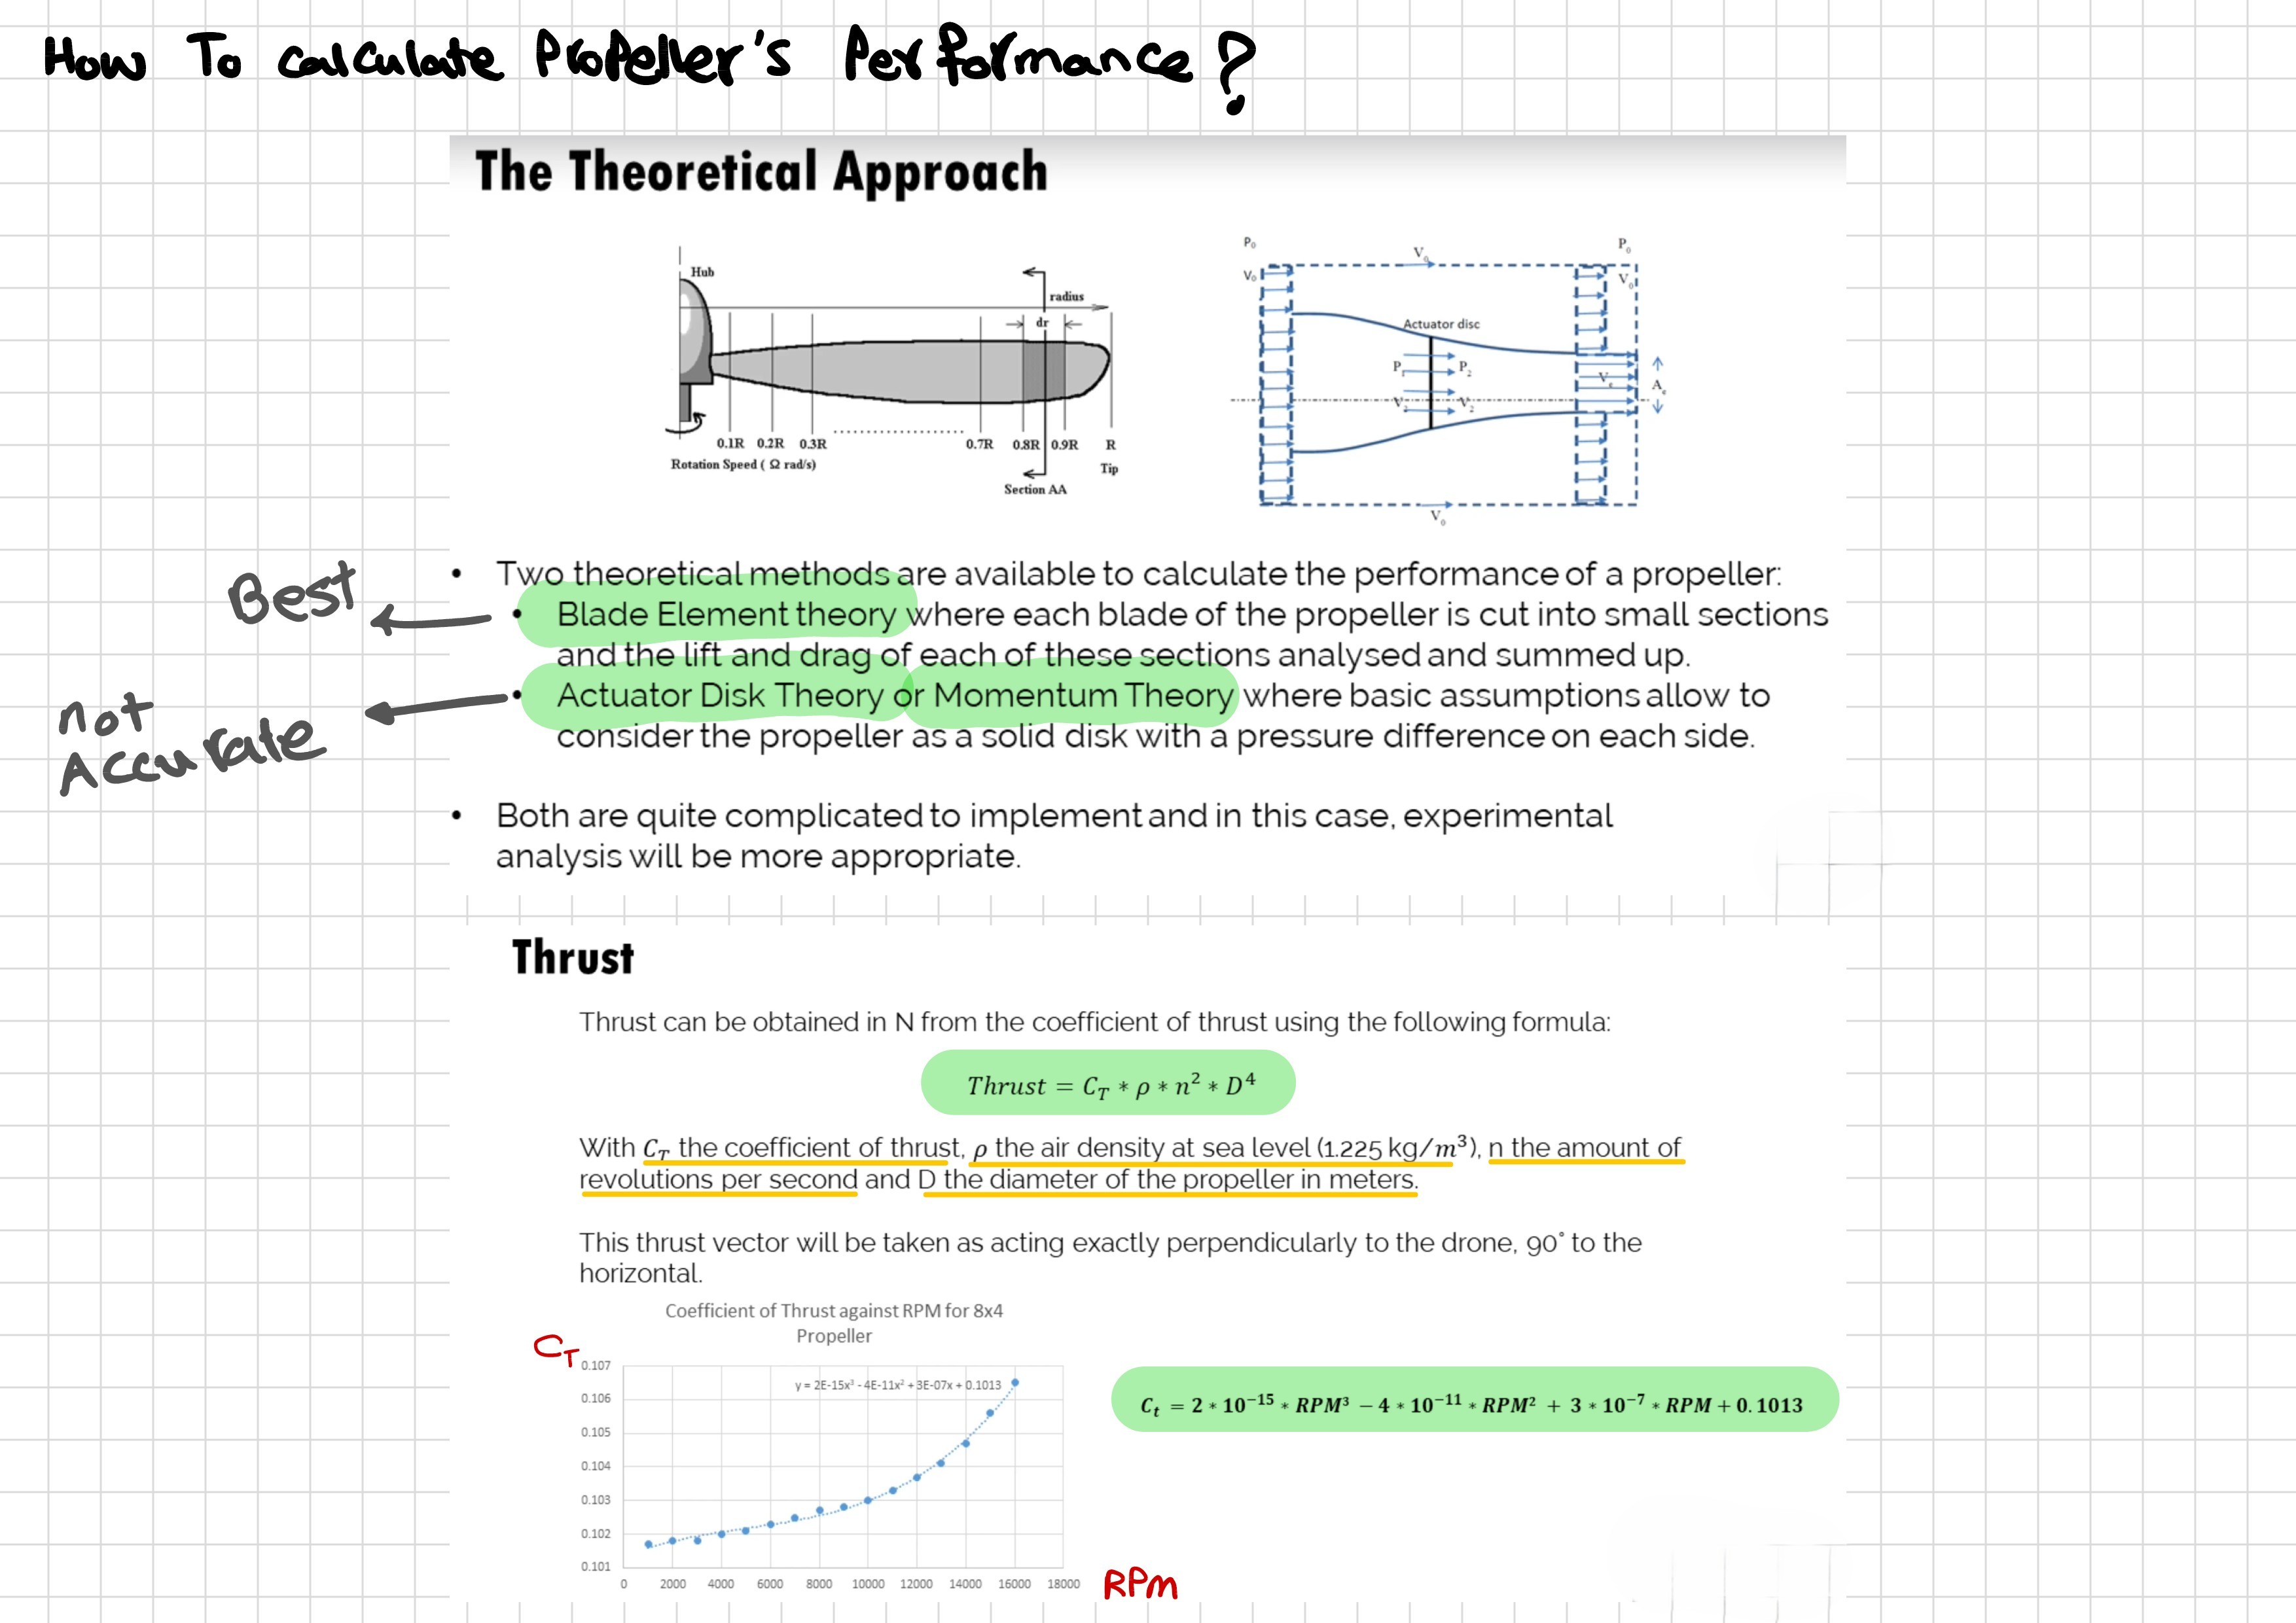 How To calculate Propeller's Performance?
The Theoretical Approach
Hub
radius
dr
0.1R 0.2R 0.3R 0.7R 0.8R 0.9R R
Rotation Speed ( Ω rad/s)
Tip
Section AA
P₀ V₀ P₀
V₀ V₀
Actuator disc
P₁ P₂
V₂ V₂
Vₑ Aₑ
V₀
Best
• Two theoretical methods are available to calculate the performance of a propeller:
• Blade Element theory where each blade of the propeller is cut into small sections
and the lift and drag of each of these sections analysed and summed up.
not
Accurate
• Actuator Disk Theory or Momentum Theory where basic assumptions allow to
consider the propeller as a solid disk with a pressure difference on each side.
• Both are quite complicated to implement and in this case, experimental
analysis will be more appropriate.
Thrust
Thrust can be obtained in N from the coefficient of thrust using the following formula:
Thrust = C_T * ρ * n² * D⁴
With C_T the coefficient of thrust, ρ the air density at sea level (1.225 kg/m³), n the amount of
revolutions per second and D the diameter of the propeller in meters.
This thrust vector will be taken as acting exactly perpendicularly to the drone, 90° to the
horizontal.
Coefficient of Thrust against RPM for 8x4
Propeller
C_T
0.107
y = 2E-15x³ - 4E-11x² + 3E-07x + 0.1013
0.106
0.105
0.104
0.103
0.102
0.101
0 2000 4000 6000 8000 10000 12000 14000 16000 18000
RPM
C_t = 2 * 10⁻¹⁵ * RPM³ − 4 * 10⁻¹¹ * RPM² + 3 * 10⁻⁷ * RPM + 0.1013